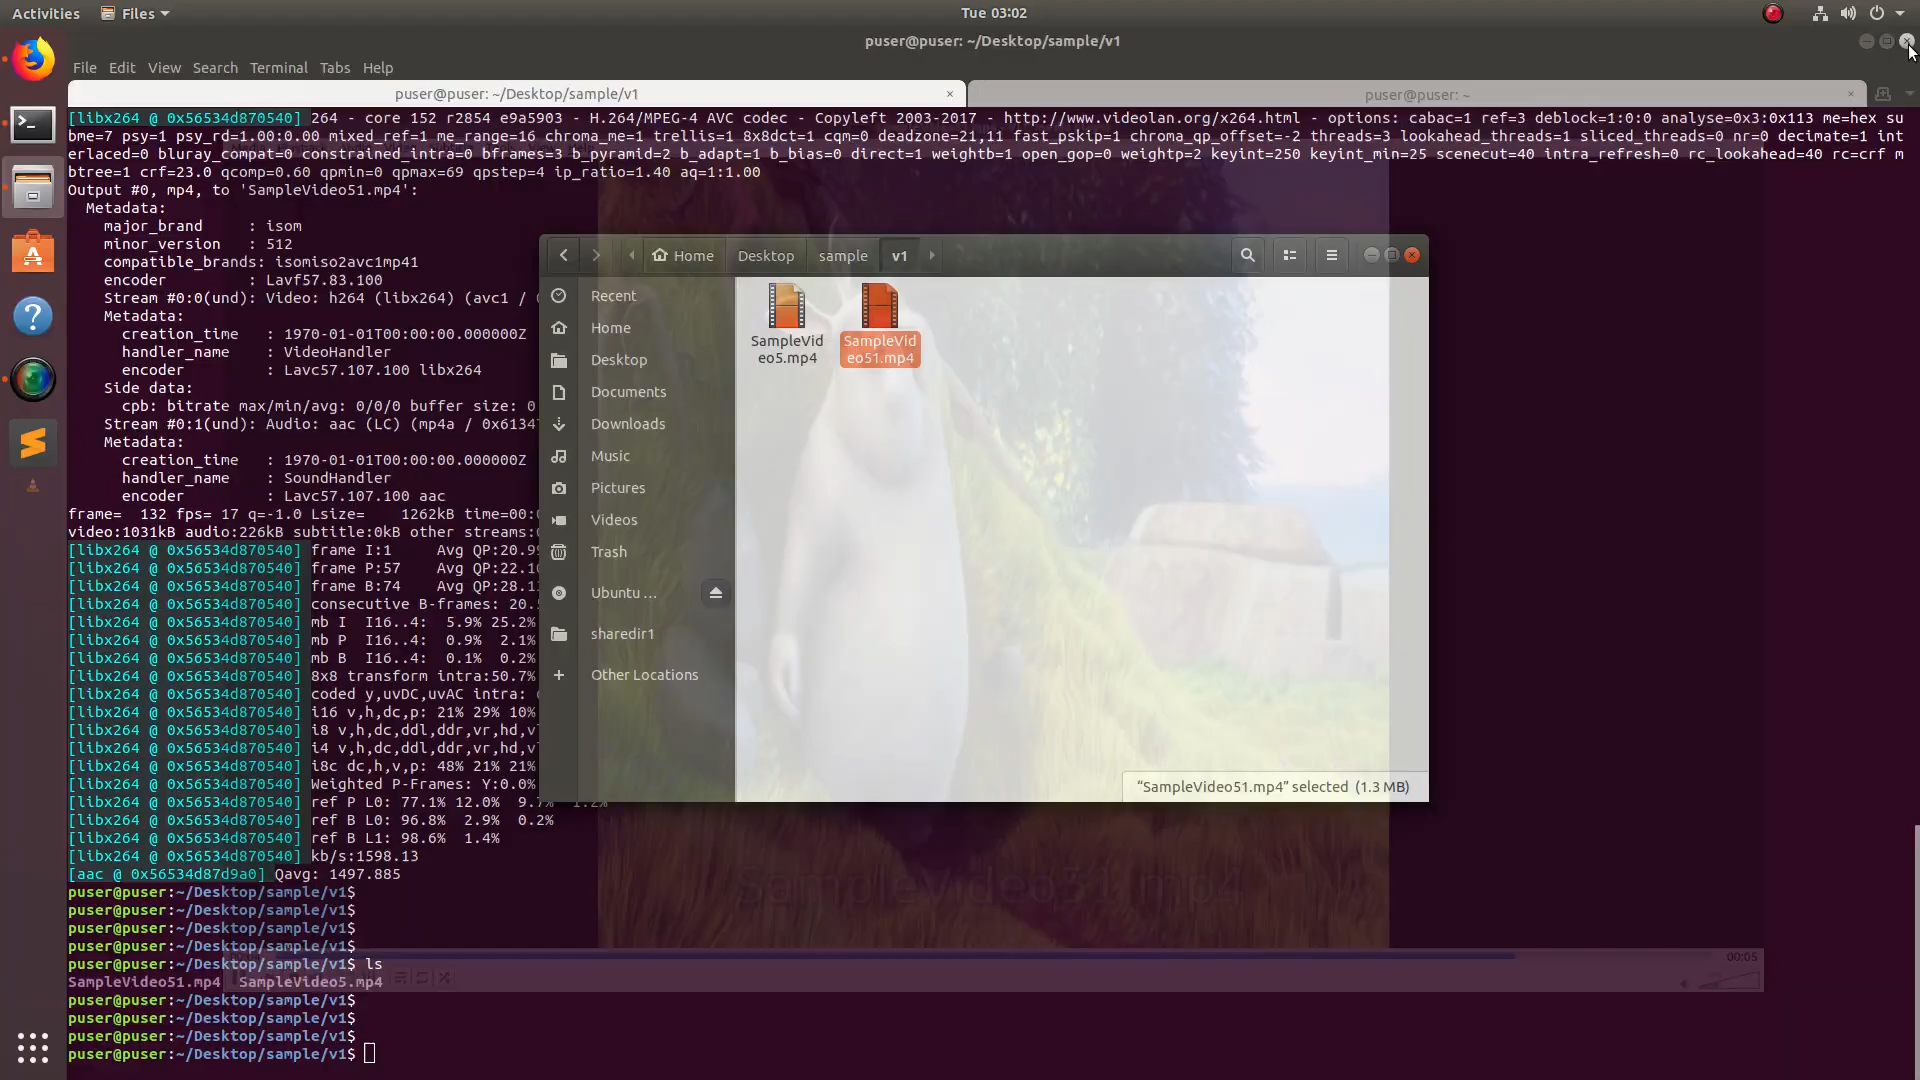 Activities
Files
Tue 03:02
puser@puser: ~/Desktop/sample/v1
File Edit View Search Terminal Tabs Help
puser@puser: ~/Desktop/sample/v1 ×
puser@puser: ~ ×
[libx264 @ 0x56534d870540] 264 - core 152 r2854 e9a5903 - H.264/MPEG-4 AVC codec - Copyleft 2003-2017 - http://www.videolan.org/x264.html - options: cabac=1 ref=3 deblock=1:0:0 analyse=0x3:0x113 me=hex su
bme=7 psy=1 psy_rd=1.00:0.00 mixed_ref=1 me_range=16 chroma_me=1 trellis=1 8x8dct=1 cqm=0 deadzone=21,11 fast_pskip=1 chroma_qp_offset=-2 threads=3 lookahead_threads=1 sliced_threads=0 nr=0 decimate=1 int
erlaced=0 bluray_compat=0 constrained_intra=0 bframes=3 b_pyramid=2 b_adapt=1 b_bias=0 direct=1 weightb=1 open_gop=0 weightp=2 keyint=250 keyint_min=25 scenecut=40 intra_refresh=0 rc_lookahead=40 rc=crf m
btree=1 crf=23.0 qcomp=0.60 qpmin=0 qpmax=69 qpstep=4 ip_ratio=1.40 aq=1:1.00
Output #0, mp4, to 'SampleVideo51.mp4':
Metadata:
major_brand : isom
minor_version : 512
compatible_brands: isomiso2avc1mp41
encoder : Lavf57.83.100
Stream #0:0(und): Video: h264 (libx264) (avc1 /
Metadata:
creation_time : 1970-01-01T00:00:00.000000Z
handler_name : VideoHandler
encoder : Lavc57.107.100 libx264
Side data:
cpb: bitrate max/min/avg: 0/0/0 buffer size: 0
Stream #0:1(und): Audio: aac (LC) (mp4a / 0x6134
Metadata:
creation_time : 1970-01-01T00:00:00.000000Z
handler_name : SoundHandler
encoder : Lavc57.107.100 aac
frame= 132 fps= 17 q=-1.0 Lsize= 1262kB time=00:
video:1031kB audio:226kB subtitle:0kB other streams:
[libx264 @ 0x56534d870540] frame I:1 Avg QP:20.9
[libx264 @ 0x56534d870540] frame P:57 Avg QP:22.1
[libx264 @ 0x56534d870540] frame B:74 Avg QP:28.1
[libx264 @ 0x56534d870540] consecutive B-frames: 20.
[libx264 @ 0x56534d870540] mb I I16..4: 5.9% 25.2%
[libx264 @ 0x56534d870540] mb P I16..4: 0.9% 2.1%
[libx264 @ 0x56534d870540] mb B I16..4: 0.1% 0.2%
[libx264 @ 0x56534d870540] 8x8 transform intra:50.7%
[libx264 @ 0x56534d870540] coded y,uvDC,uvAC intra:
[libx264 @ 0x56534d870540] i16 v,h,dc,p: 21% 29% 10%
[libx264 @ 0x56534d870540] i8 v,h,dc,ddl,ddr,vr,hd,v
[libx264 @ 0x56534d870540] i4 v,h,dc,ddl,ddr,vr,hd,v
[libx264 @ 0x56534d870540] i8c dc,h,v,p: 48% 21% 21%
[libx264 @ 0x56534d870540] Weighted P-Frames: Y:0.0%
[libx264 @ 0x56534d870540] ref P L0: 77.1% 12.0% 9.7% 1.2%
[libx264 @ 0x56534d870540] ref B L0: 96.8% 2.9% 0.2%
[libx264 @ 0x56534d870540] ref B L1: 98.6% 1.4%
[libx264 @ 0x56534d870540] kb/s:1598.13
[aac @ 0x56534d87d9a0] Qavg: 1497.885
puser@puser:~/Desktop/sample/v1$
puser@puser:~/Desktop/sample/v1$
puser@puser:~/Desktop/sample/v1$
puser@puser:~/Desktop/sample/v1$
puser@puser:~/Desktop/sample/v1$ ls
SampleVideo51.mp4 SampleVideo5.mp4
puser@puser:~/Desktop/sample/v1$
puser@puser:~/Desktop/sample/v1$
puser@puser:~/Desktop/sample/v1$
puser@puser:~/Desktop/sample/v1$
Home Desktop sample v1
Recent
Home
Desktop
Documents
Downloads
Music
Pictures
Videos
Trash
Ubuntu ...
sharedir1
Other Locations
SampleVid
eo5.mp4
SampleVid
eo51.mp4
“SampleVideo51.mp4” selected (1.3 MB)
SampleVideo51.mp4
00:05